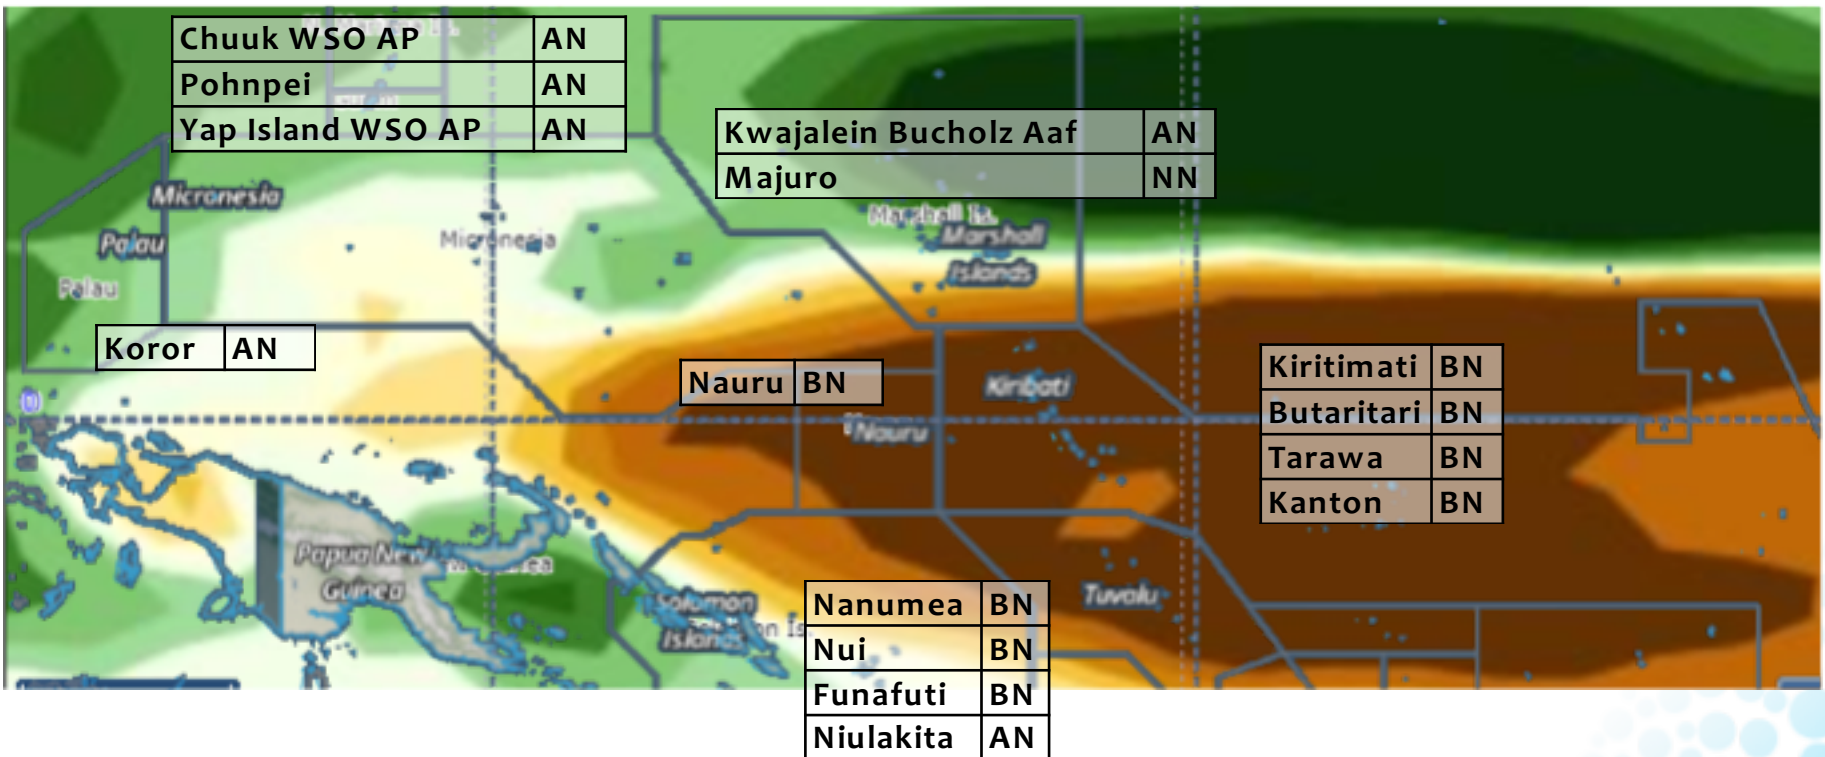 Chuuk WSO AP AN
Pohnpei AN
Yap Island WSO AP AN
Kwajalein Bucholz Aaf AN
Majuro NN
Micronesia
Marshall Is.
Palau
Micronesia
Marshall
Islands
Palau
Koror AN
Nauru BN
Kiribati
Kiritimati BN
Butaritari BN
Tarawa BN
Kanton BN
Nauru
Papua New
Guinea
Tuvalu
Solomon
Islands
Nanumea BN
Nui BN
Funafuti BN
Niulakita AN